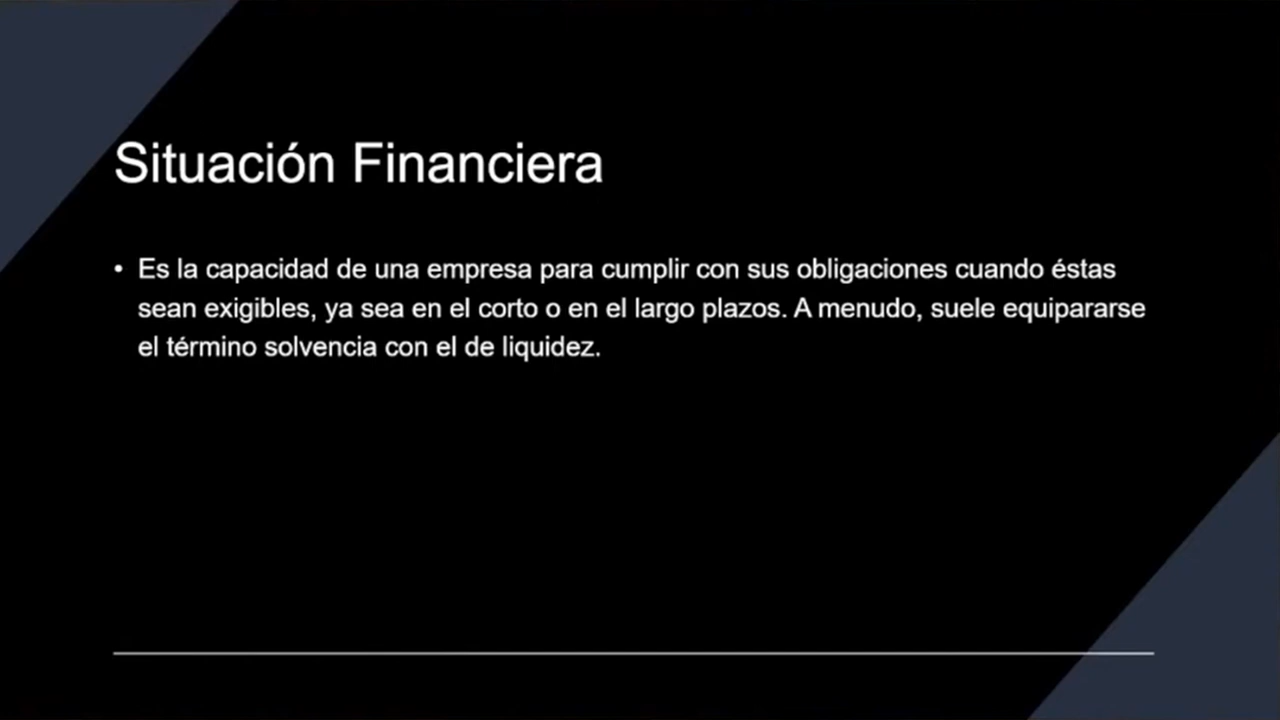 Situación Financiera
• Es la capacidad de una empresa para cumplir con sus obligaciones cuando éstas
sean exigibles, ya sea en el corto o en el largo plazos. A menudo, suele equipararse
el término solvencia con el de liquidez.